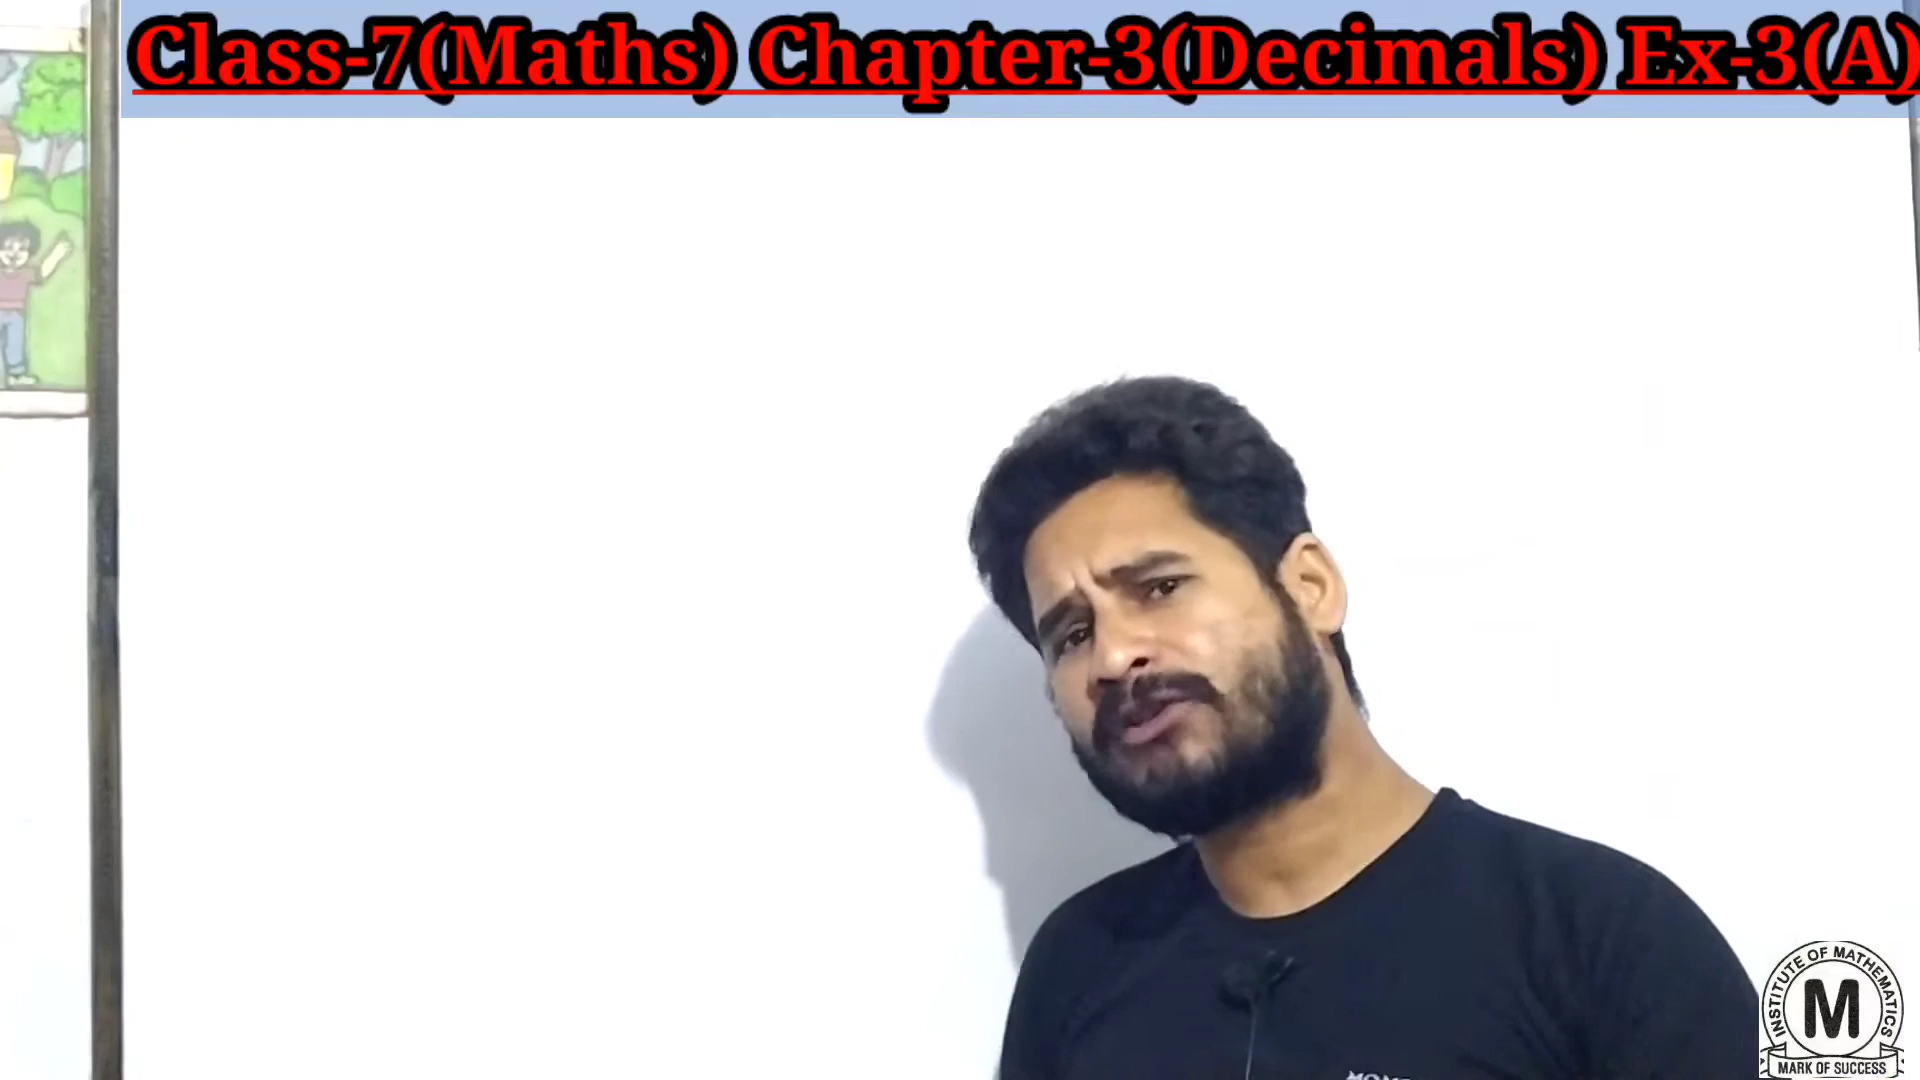 Class-7(Maths) Chapter-3(Decimals) Ex-3(A)
INSTITUTE OF MATHEMATICS
M
MARK OF SUCCESS